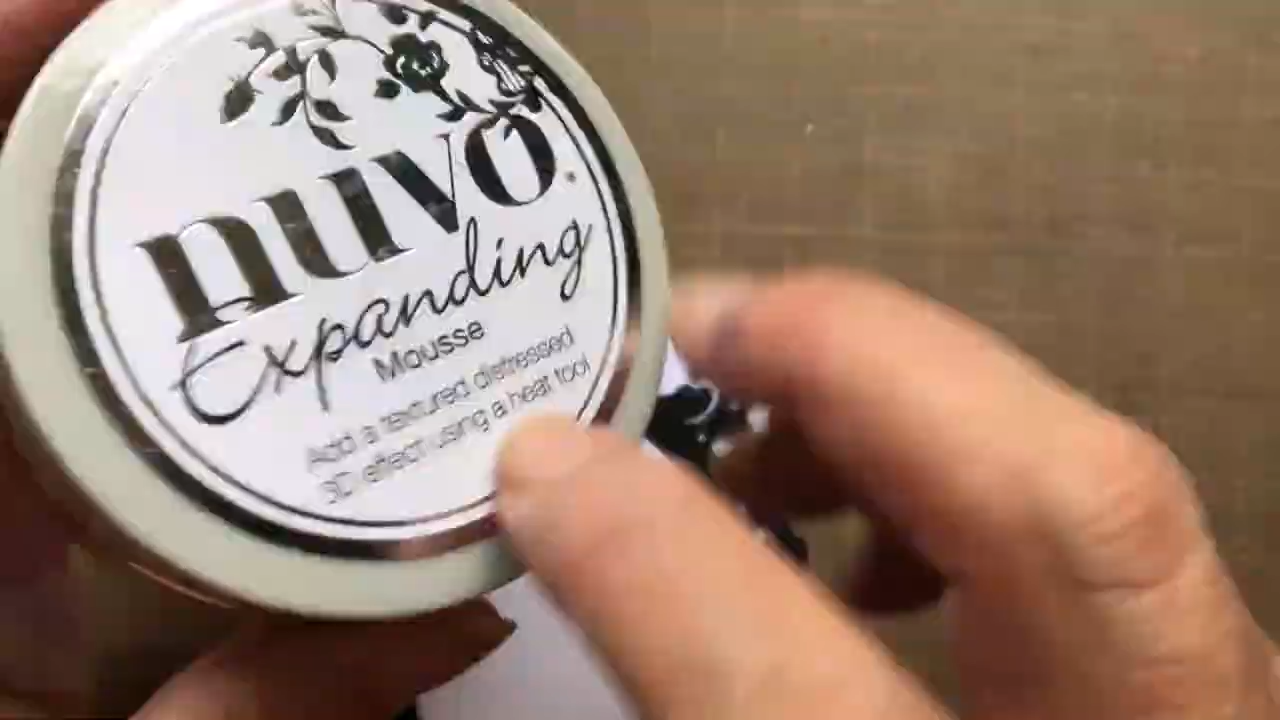 nuvo.
Expanding
Mousse
Add a textured distressed
3D effect using a heat tool